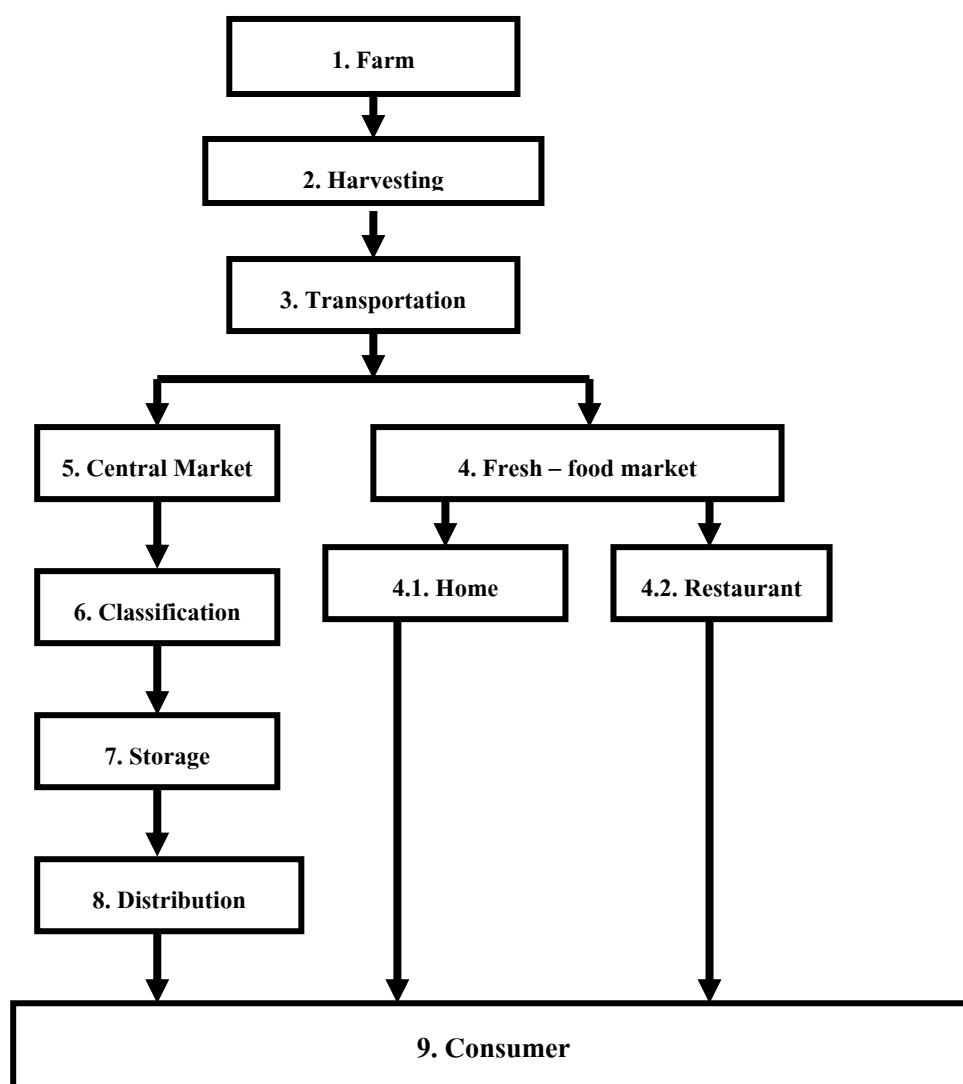 1. Farm
2. Harvesting
3. Transportation
5. Central Market
4. Fresh – food market
4.1. Home
4.2. Restaurant
6. Classification
7. Storage
8. Distribution
9. Consumer